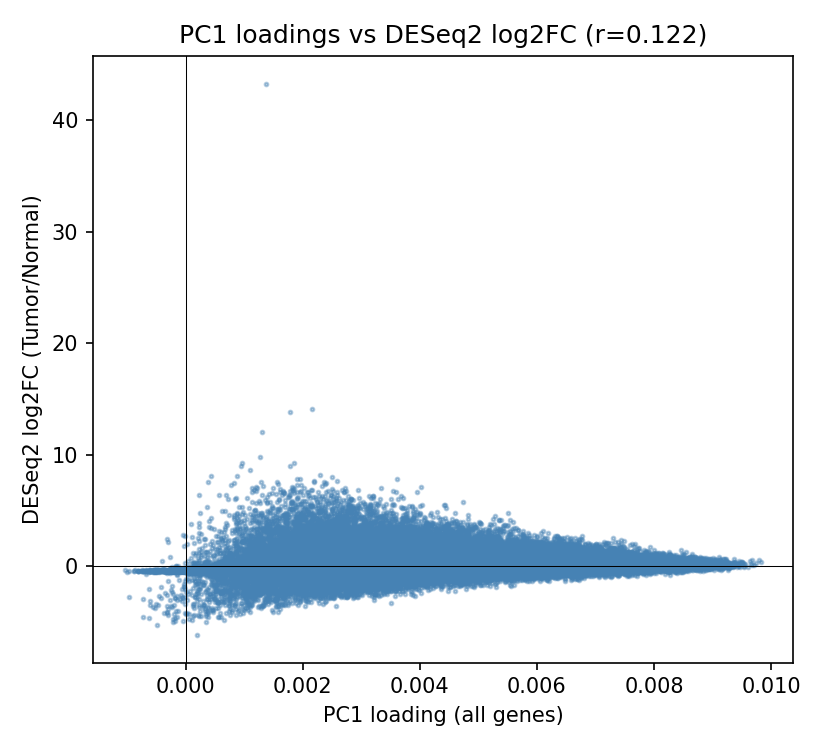 PC1 loadings vs DESeq2 log2FC (r=0.122)
DESeq2 log2FC (Tumor/Normal)
40
30
20
10
0
0.000 0.002 0.004 0.006 0.008 0.010
PC1 loading (all genes)